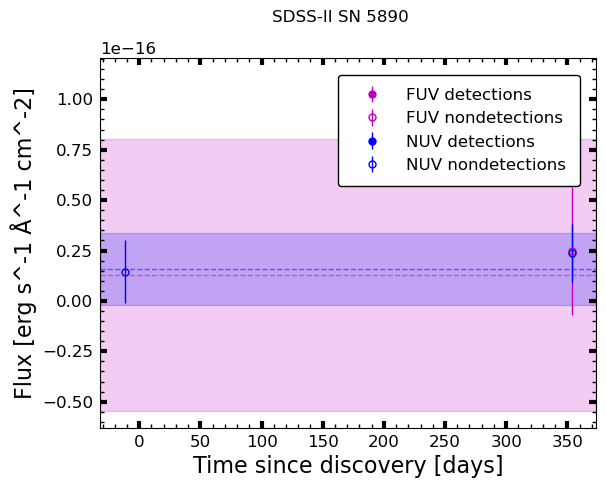 SDSS-II SN 5890
1e−16
1.00
0.75
0.50
0.25
0.00
−0.25
−0.50
Flux [erg s^-1 Å^-1 cm^-2]
FUV detections
FUV nondetections
NUV detections
NUV nondetections
0 50 100 150 200 250 300 350
Time since discovery [days]